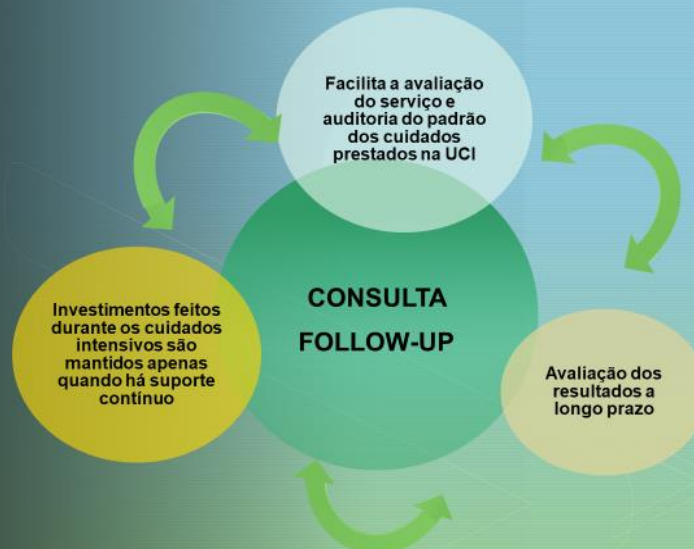 Facilita a avaliação
do serviço e
auditoria do padrão
dos cuidados
prestados na UCI
CONSULTA
FOLLOW-UP
Investimentos feitos
durante os cuidados
intensivos são
mantidos apenas
quando há suporte
contínuo
Avaliação dos
resultados a
longo prazo